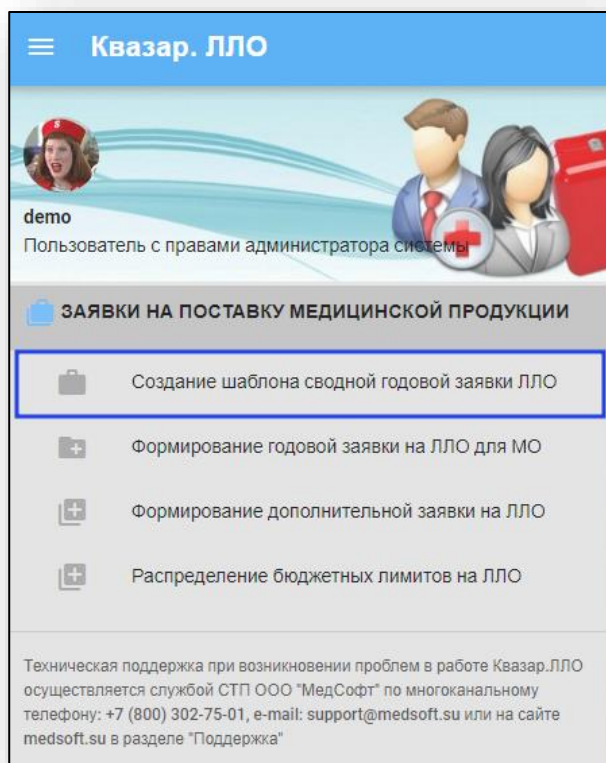 Квазар. ЛЛО
demo
Пользователь с правами администратора системы
ЗАЯВКИ НА ПОСТАВКУ МЕДИЦИНСКОЙ ПРОДУКЦИИ
Создание шаблона сводной годовой заявки ЛЛО
Формирование годовой заявки на ЛЛО для МО
Формирование дополнительной заявки на ЛЛО
Распределение бюджетных лимитов на ЛЛО
Техническая поддержка при возникновении проблем в работе Квазар.ЛЛО
осуществляется службой СТП ООО "МедСофт" по многоканальному
телефону: +7 (800) 302-75-01, e-mail: support@medsoft.su или на сайте
medsoft.su в разделе "Поддержка"